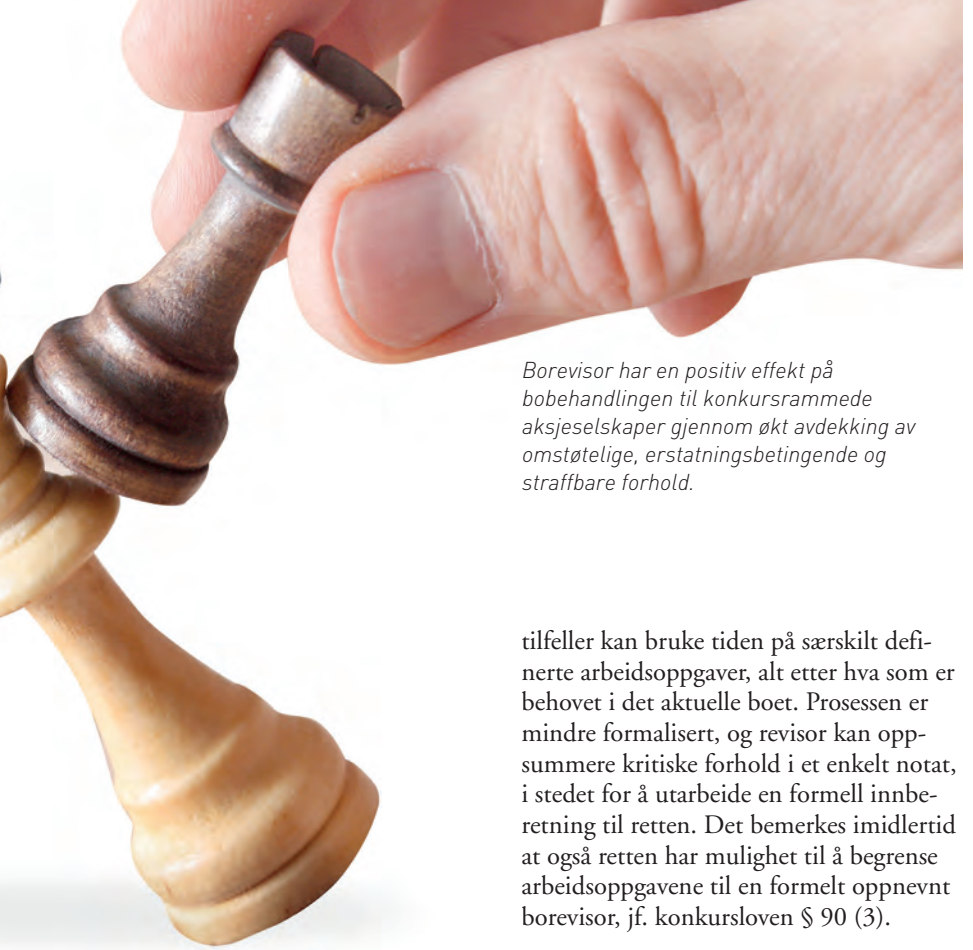 Borevisor har en positiv effekt på
bobehandlingen til konkursrammede
aksjeselskaper gjennom økt avdekking av
omstøtelige, erstatningsbetingende og
straffbare forhold.
tilfeller kan bruke tiden på særskilt defi-
nerte arbeidsoppgaver, alt etter hva som er
behovet i det aktuelle boet. Prosessen er
mindre formalisert, og revisor kan opp-
summere kritiske forhold i et enkelt notat,
i stedet for å utarbeide en formell innbe-
retning til retten. Det bemerkes imidlertid
at også retten har mulighet til å begrense
arbeidsoppgavene til en formelt oppnevnt
borevisor, jf. konkursloven § 90 (3).